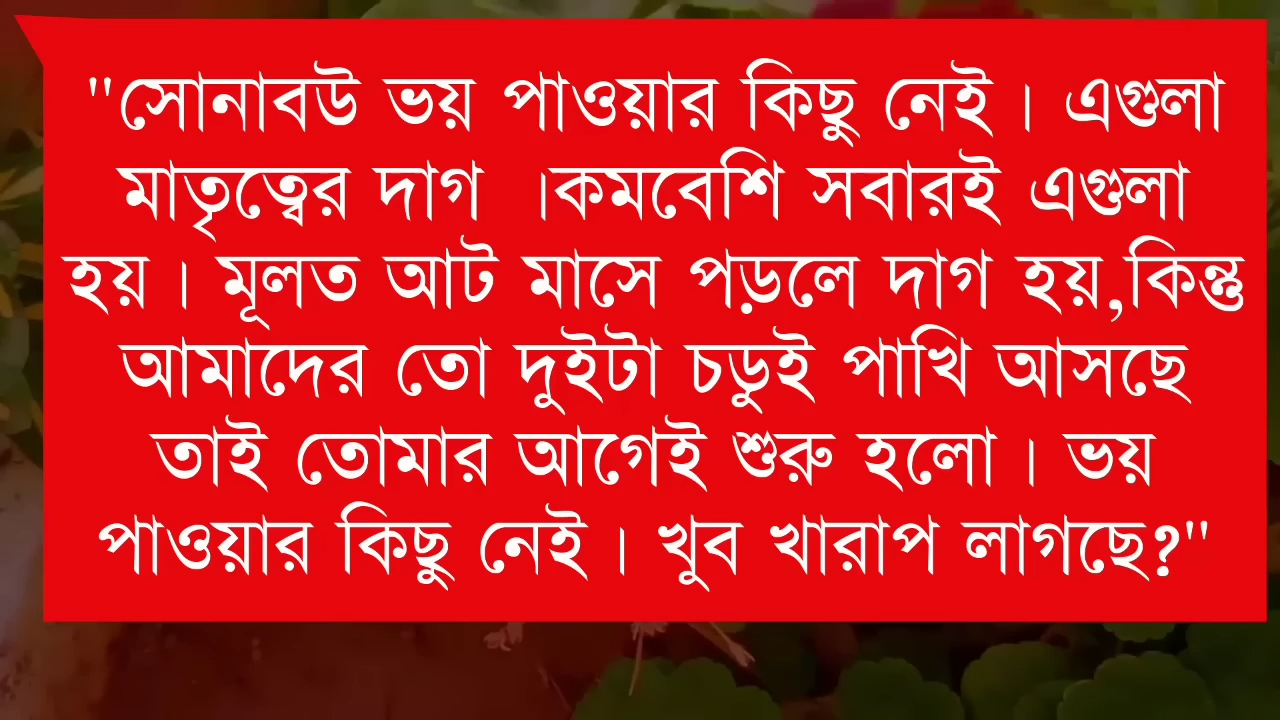 "সোনাবউ ভয় পাওয়ার কিছু নেই। এগুলা
মাতৃত্বের দাগ ।কমবেশি সবারই এগুলা
হয়। মূলত আট মাসে পড়লে দাগ হয়,কিন্তু
আমাদের তো দুইটা চড়ুই পাখি আসছে
তাই তোমার আগেই শুরু হলো। ভয়
পাওয়ার কিছু নেই। খুব খারাপ লাগছে?"